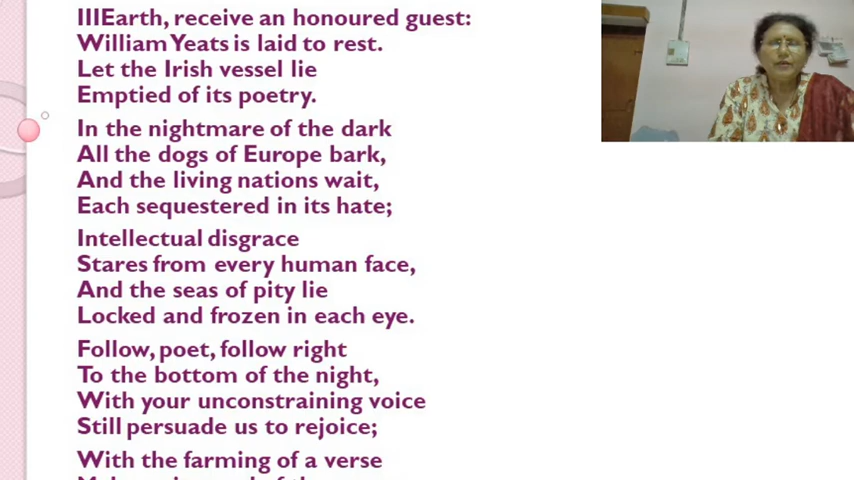 IIIEarth, receive an honoured guest:
William Yeats is laid to rest.
Let the Irish vessel lie
Emptied of its poetry.
In the nightmare of the dark
All the dogs of Europe bark,
And the living nations wait,
Each sequestered in its hate;
Intellectual disgrace
Stares from every human face,
And the seas of pity lie
Locked and frozen in each eye.
Follow, poet, follow right
To the bottom of the night,
With your unconstraining voice
Still persuade us to rejoice;
With the farming of a verse